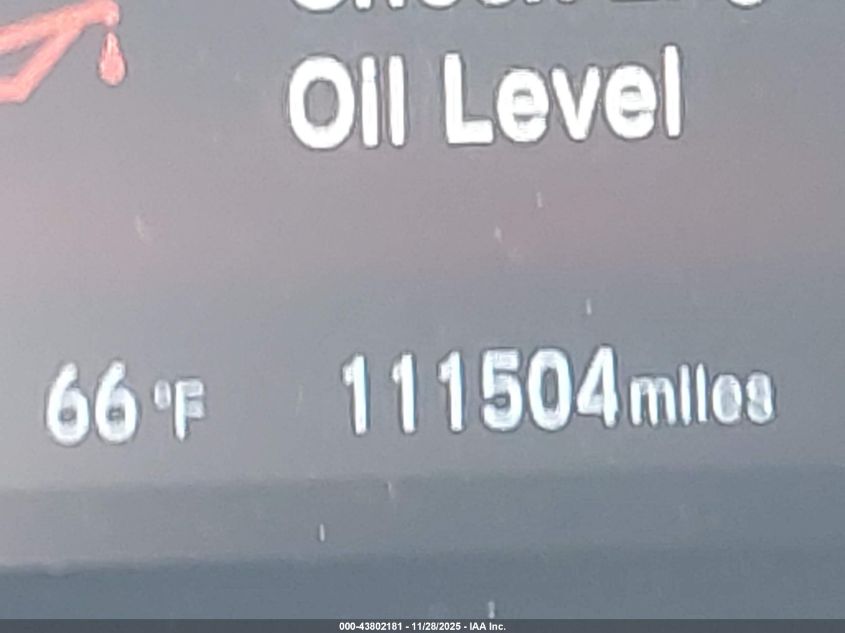 Oil Level
66 °F 111504 miles
000-43802181 - 11/28/2025 - IAA Inc.